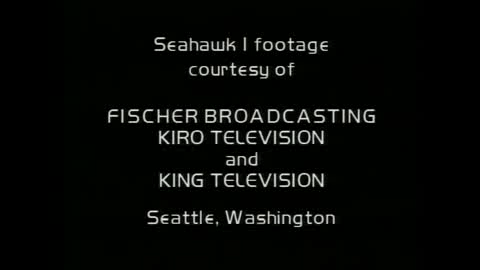 Seahawk I footage
courtesy of
FISCHER BROADCASTING
KIRO TELEVISION
and
KING TELEVISION
Seattle, Washington